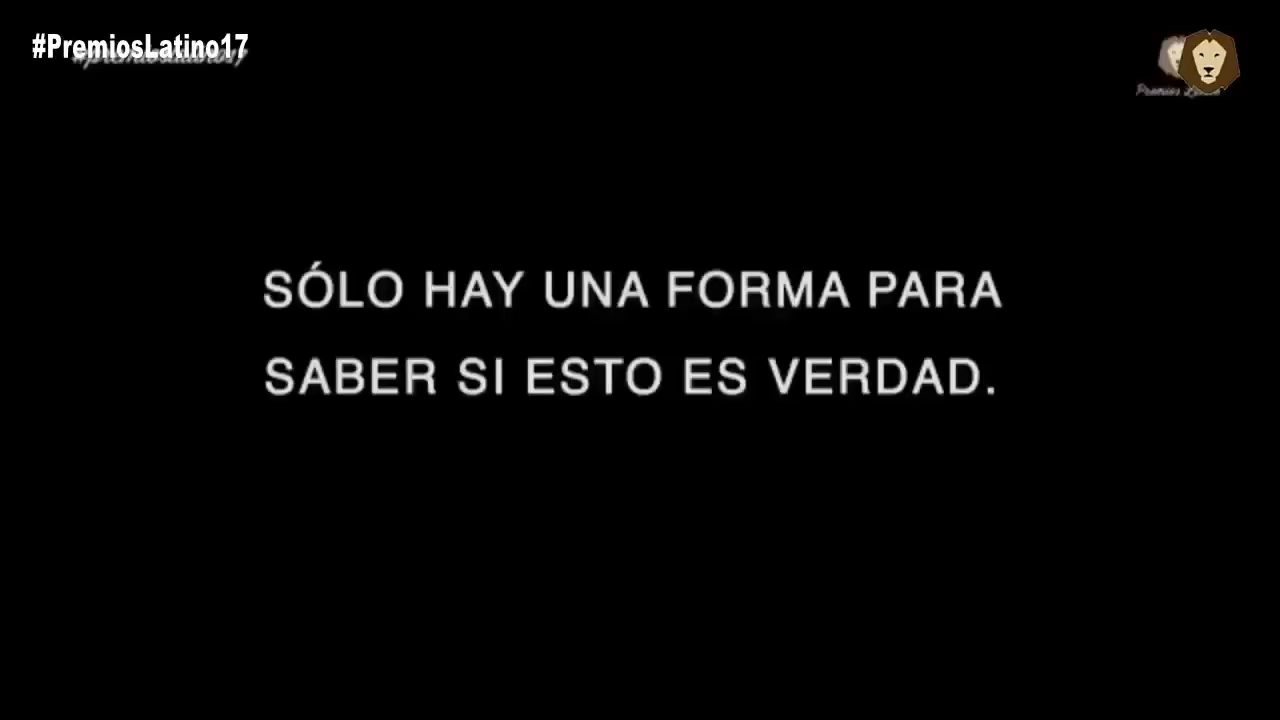 #PremiosLatino17
SÓLO HAY UNA FORMA PARA
SABER SI ESTO ES VERDAD.